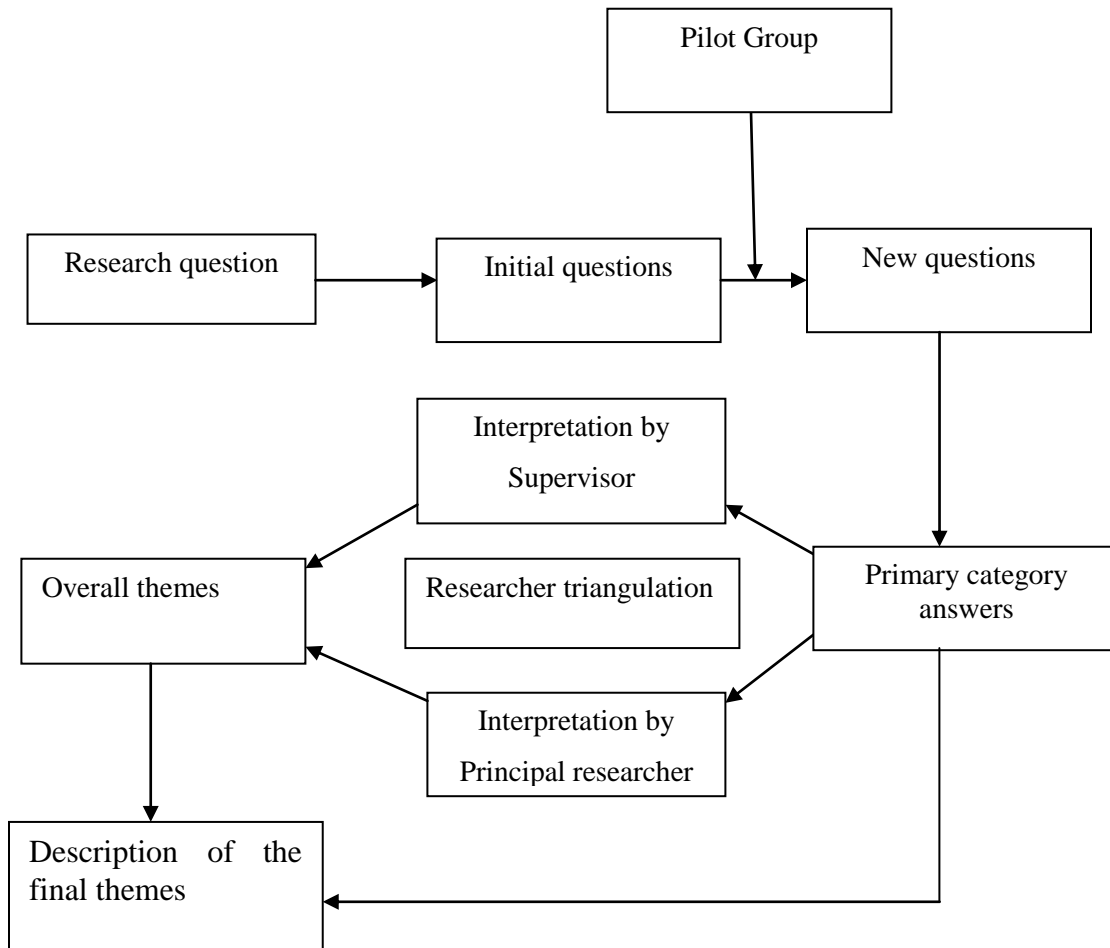 Pilot Group
Research question
Initial questions
New questions
Interpretation by
Supervisor
Overall themes
Researcher triangulation
Primary category
answers
Interpretation by
Principal researcher
Description of the
final themes